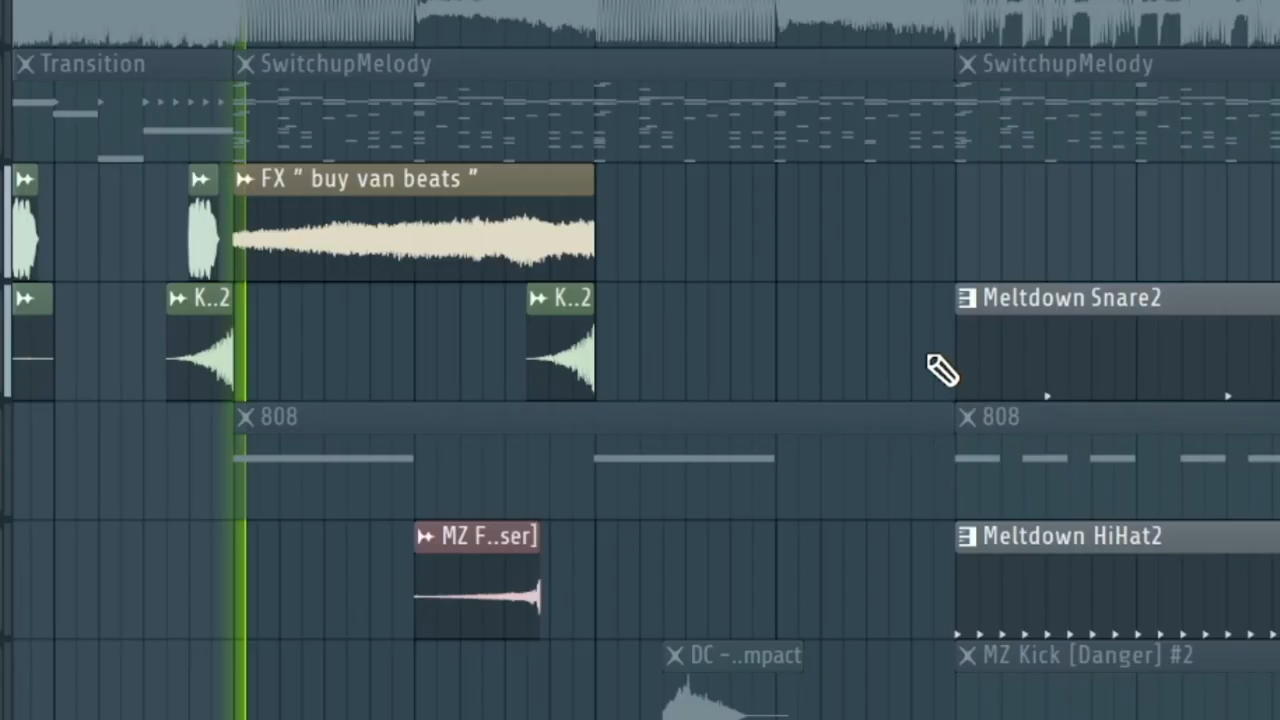 Transition
SwitchupMelody
SwitchupMelody
FX " buy van beats "
K..2
K..2
Meltdown Snare2
808
808
MZ F..ser]
Meltdown HiHat2
DC -..mpact
MZ Kick [Danger] #2